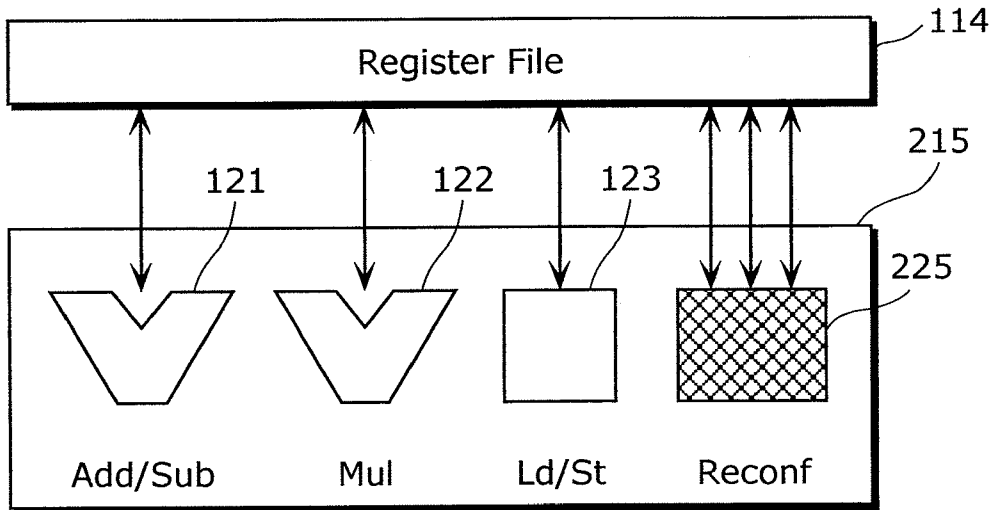 114
Register File
215
121
122
123
225
Add/Sub
Mul
Ld/St
Reconf